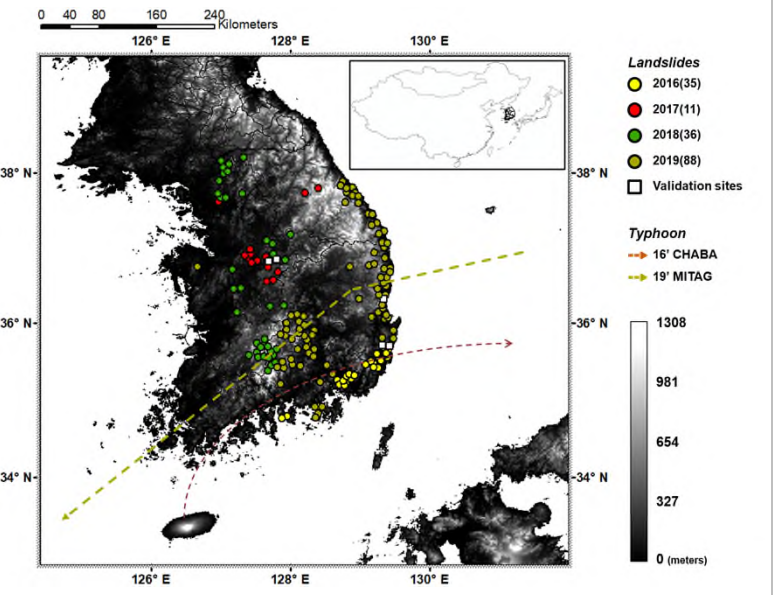 0 40 80 160 240
Kilometers
126° E 128° E 130° E
38° N 38° N
36° N 36° N
34° N 34° N
126° E 128° E 130° E
Landslides
2016(35)
2017(11)
2018(36)
2019(88)
Validation sites
Typhoon
16' CHABA
19' MITAG
1308
981
654
327
0 (meters)